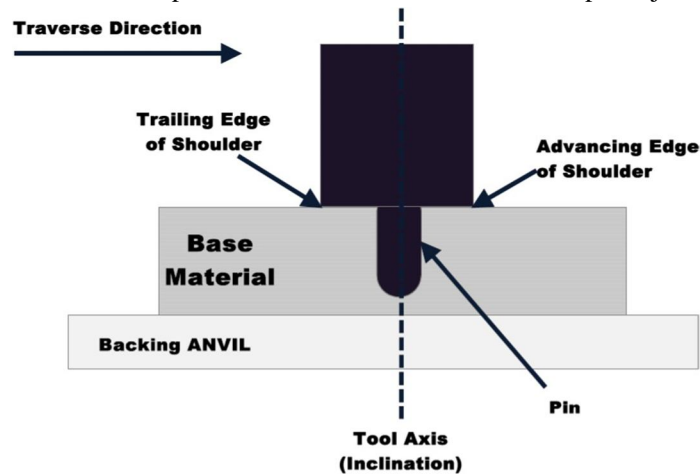 Traverse Direction
Trailing Edge
of Shoulder
Advancing Edge
of Shoulder
Base
Material
Backing ANVIL
Pin
Tool Axis
(Inclination)